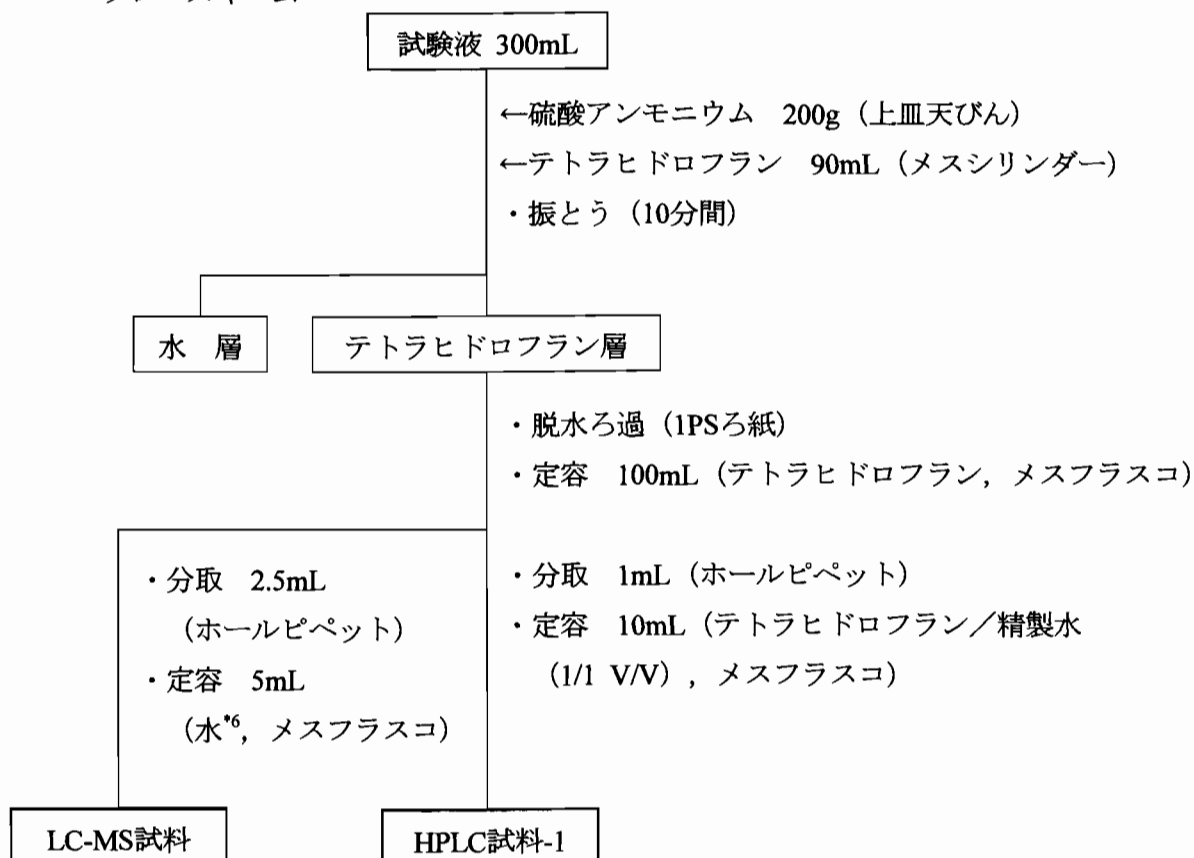 試験液 300mL
←硫酸アンモニウム 200g（上皿天びん）
←テトラヒドロフラン 90mL（メスシリンダー）
・振とう（10分間）
水 層
テトラヒドロフラン層
・脱水ろ過（1PSろ紙）
・定容 100mL（テトラヒドロフラン，メスフラスコ）
・分取 2.5mL
（ホールピペット）
・定容 5mL
（水*6，メスフラスコ）
・分取 1mL（ホールピペット）
・定容 10mL（テトラヒドロフラン／精製水
（1/1 V/V），メスフラスコ）
LC-MS試料
HPLC試料-1